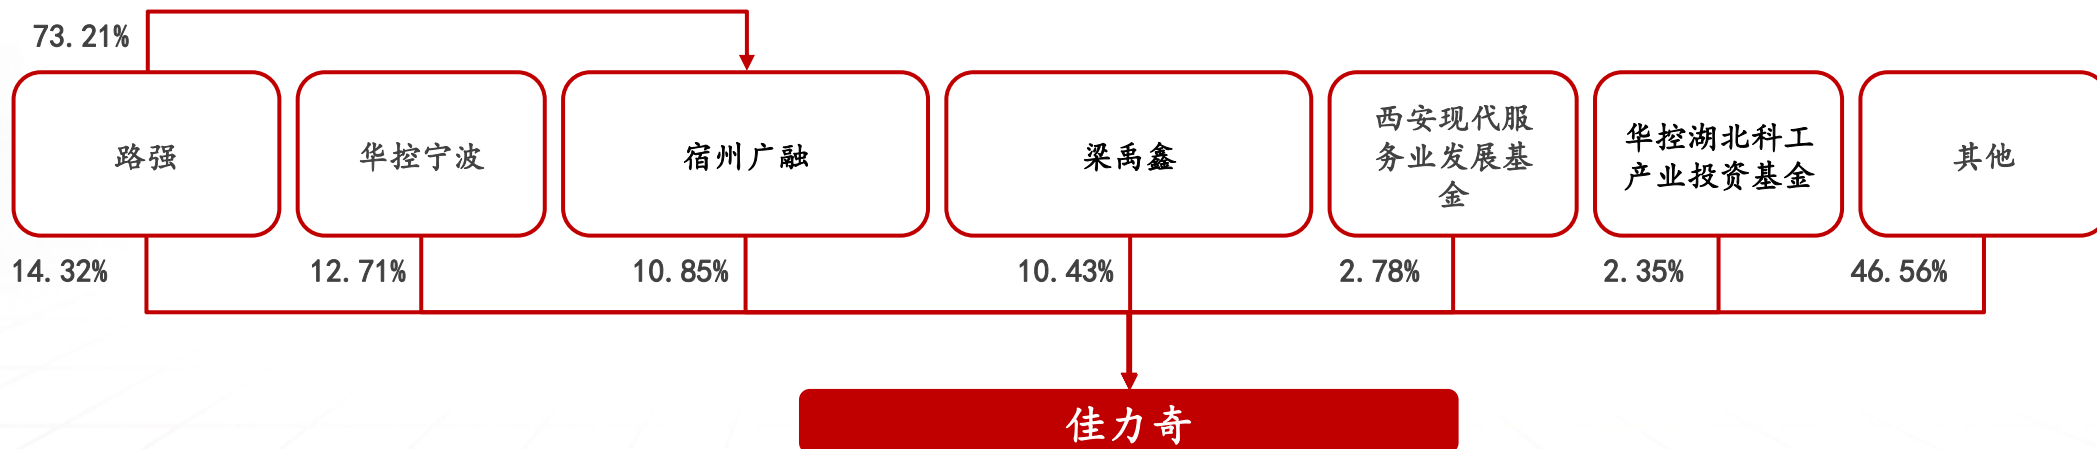 73.21%
路强
华控宁波
宿州广融
梁禹鑫
西安现代服
务业发展基
金
华控湖北科工
产业投资基金
其他
14.32%
12.71%
10.85%
10.43%
2.78%
2.35%
46.56%
佳力奇